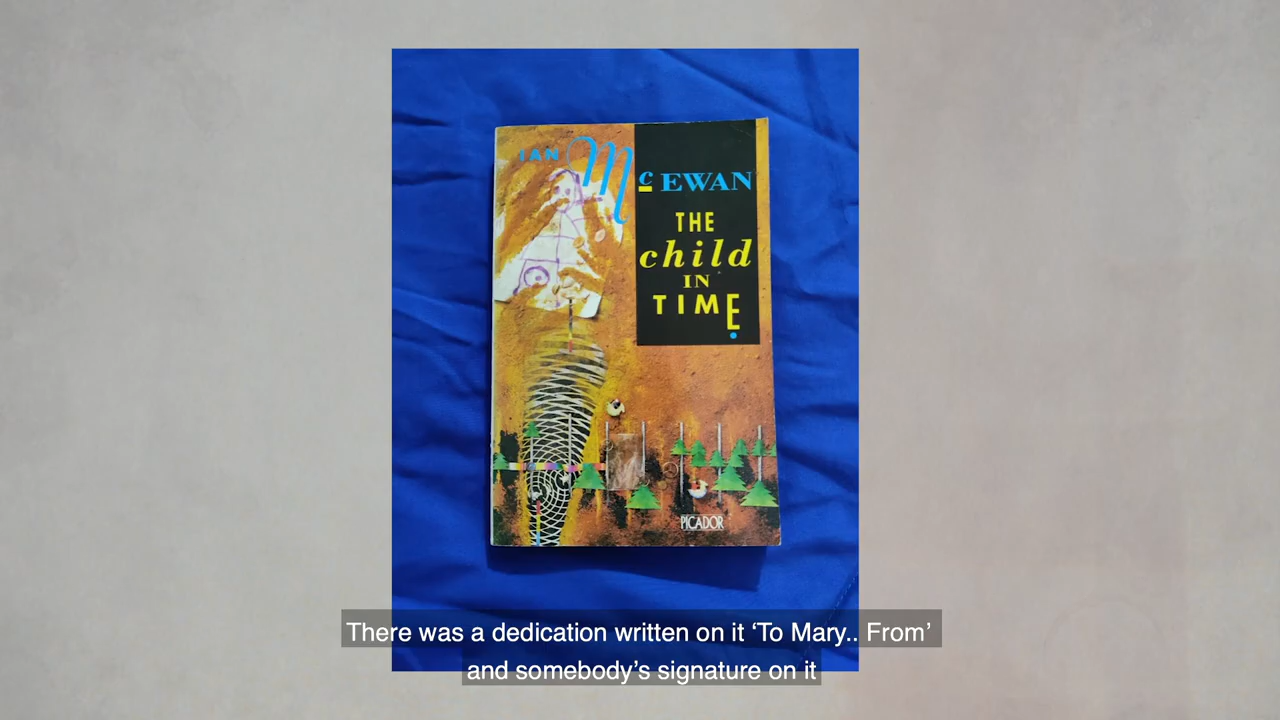 IAN McEWAN
THE
child
IN
TIME
PICADOR
There was a dedication written on it ‘To Mary.. From’
and somebody’s signature on it